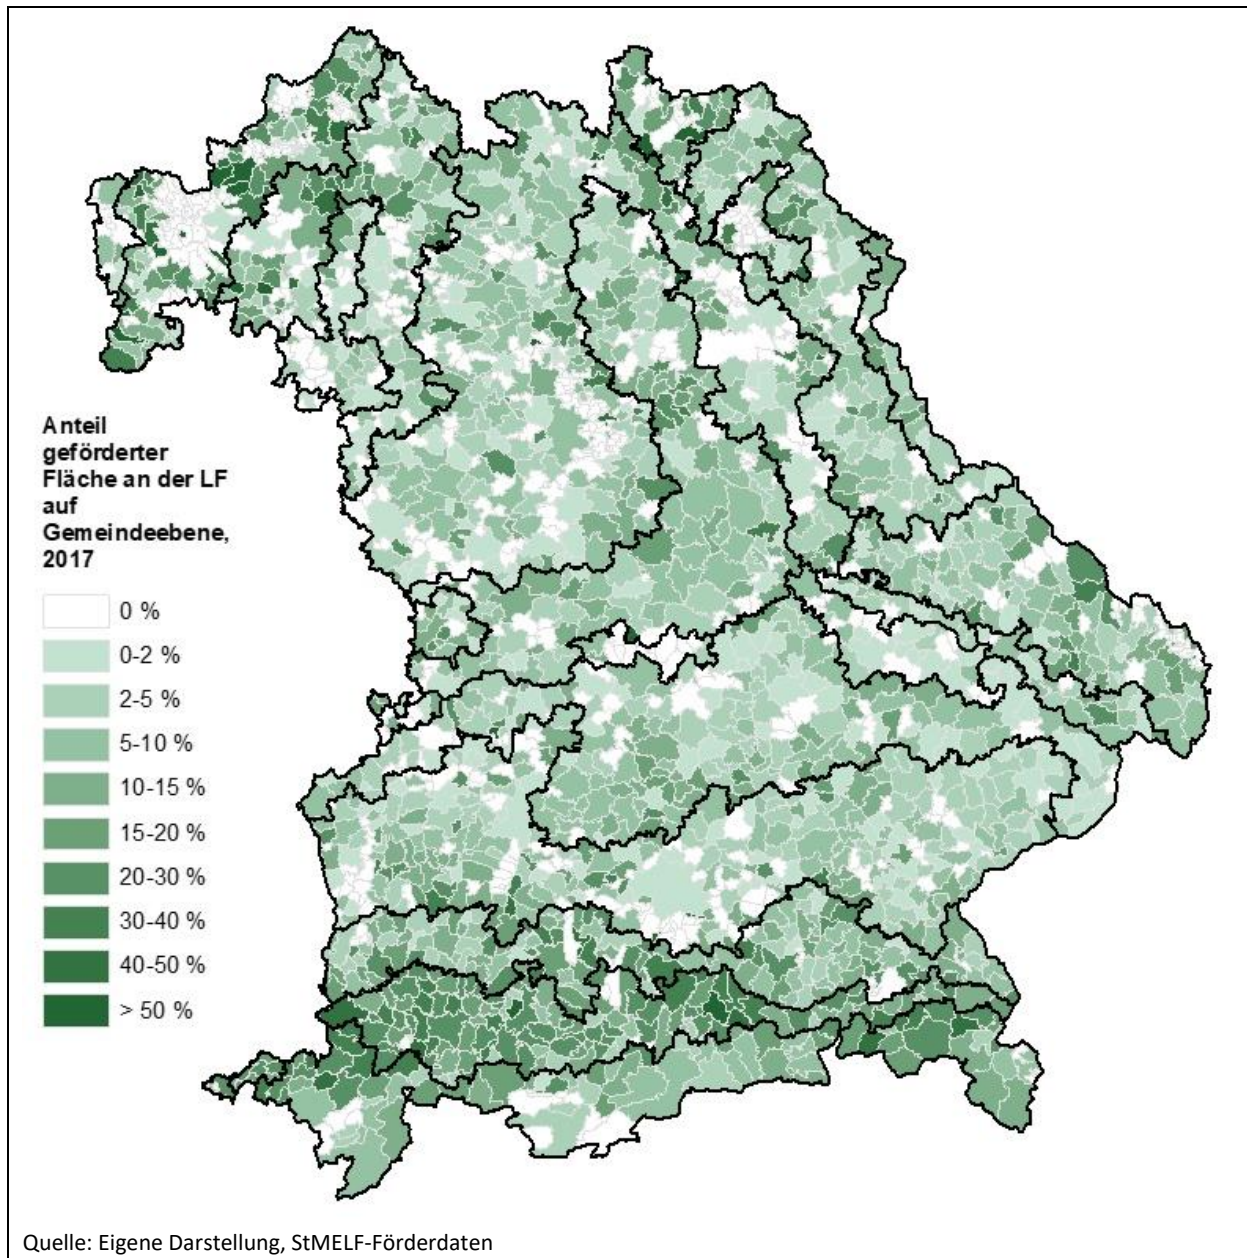 Anteil
geförderter
Fläche an der LF
auf
Gemeindeebene,
2017
0 %
0-2 %
2-5 %
5-10 %
10-15 %
15-20 %
20-30 %
30-40 %
40-50 %
> 50 %
Quelle: Eigene Darstellung, StMELF-Förderdaten